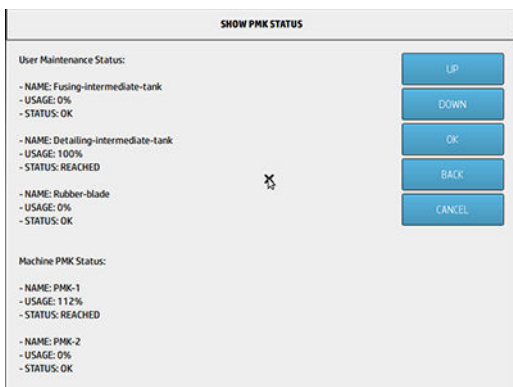 SHOW PMK STATUS
User Maintenance Status:
- NAME: Fusing-intermediate-tank
- USAGE: 0%
- STATUS: OK
- NAME: Detailing-intermediate-tank
- USAGE: 100%
- STATUS: REACHED
- NAME: Rubber-blade
- USAGE: 0%
- STATUS: OK
Machine PMK Status:
- NAME: PMK-1
- USAGE: 112%
- STATUS: REACHED
- NAME: PMK-2
- USAGE: 0%
- STATUS: OK
UP
DOWN
OK
BACK
CANCEL